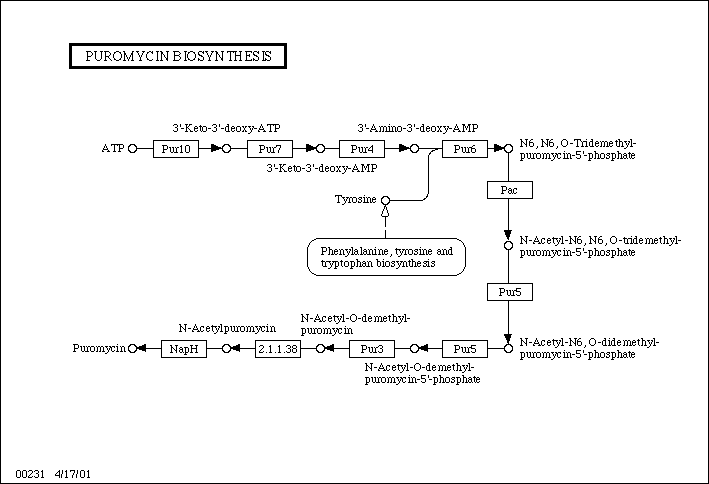 PUROMYCIN BIOSYNTHESIS
3'-Keto-3'-deoxy-ATP
3'-Amino-3'-deoxy-AMP
ATP
Pur10
Pur7
Pur4
Pur6
N6, N6, O-Tridemethyl-
puromycin-5'-phosphate
3'-Keto-3'-deoxy-AMP
Pac
Tyrosine
Phenylalanine, tyrosine and
tryptophan biosynthesis
N-Acetyl-N6, N6, O-tridemethyl-
puromycin-5'-phosphate
Pur5
N-Acetyl-O-demethyl-
puromycin
N-Acetylpuromycin
Puromycin
NapH
2.1.1.38
Pur3
Pur5
N-Acetyl-N6, O-didemethyl-
puromycin-5'-phosphate
N-Acetyl-O-demethyl-
puromycin-5'-phosphate
00231 4/17/01